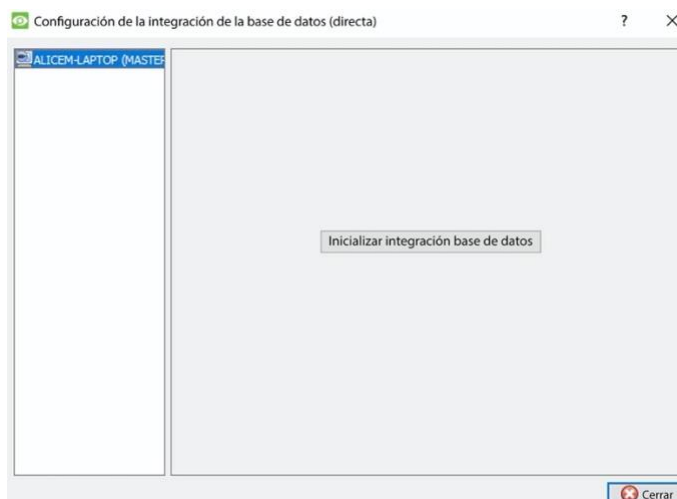 Configuración de la integración de la base de datos (directa)
?
ALICEM-LAPTOP (MASTER
Inicializar integración base de datos
Cerrar